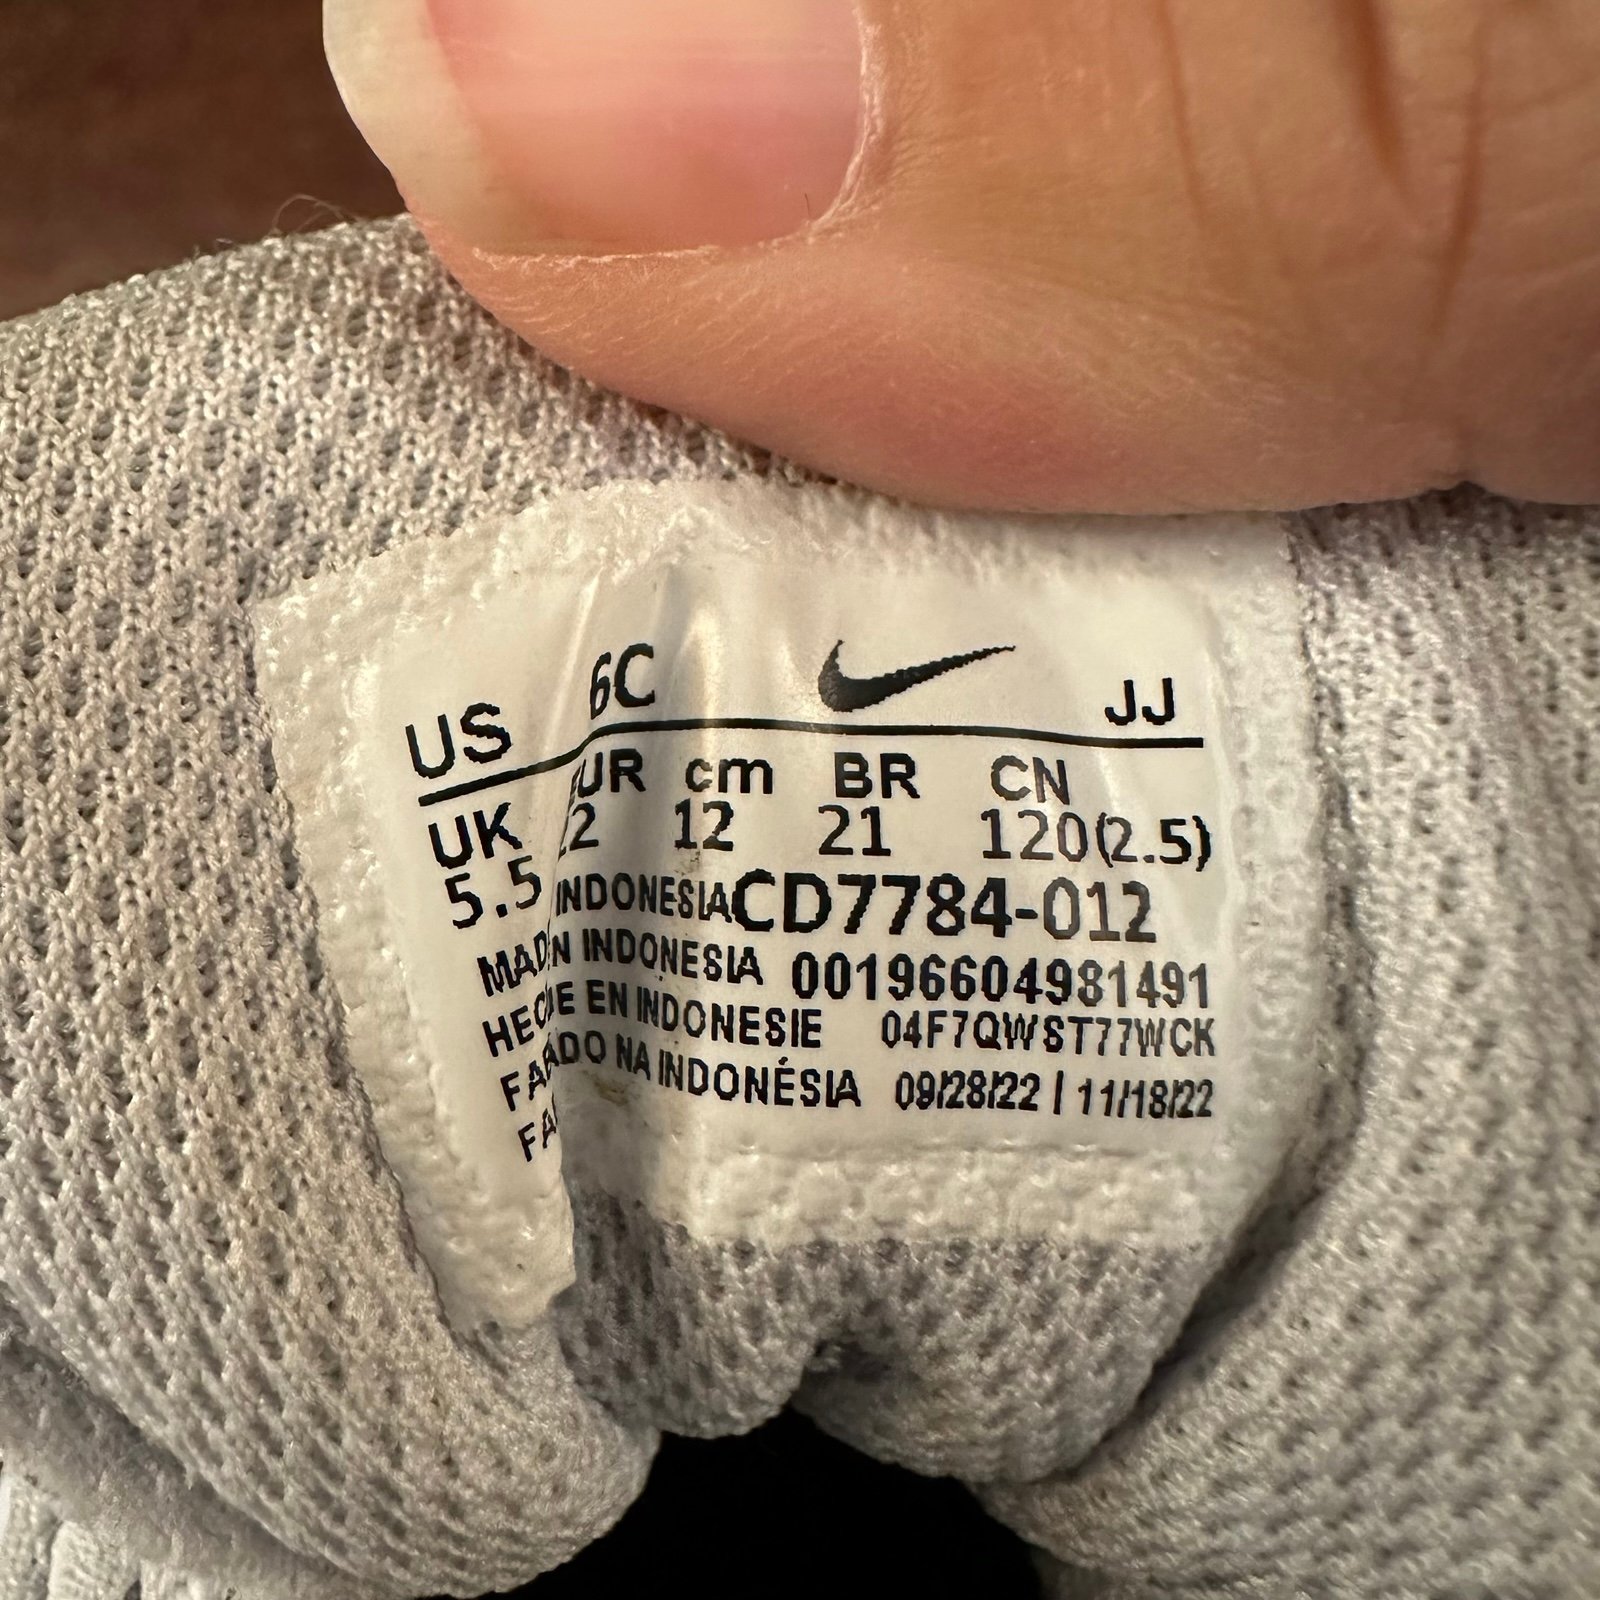 US 6C JJ
UK EUR cm BR CN
5.5 22 12 21 120(2.5)
INDONESIA CD7784-012
MADE IN INDONESIA 00196604981491
HECHO EN INDONESIE 04F7QWST77WCK
FADO NA INDONÉSIA 09/28/22 | 11/18/22